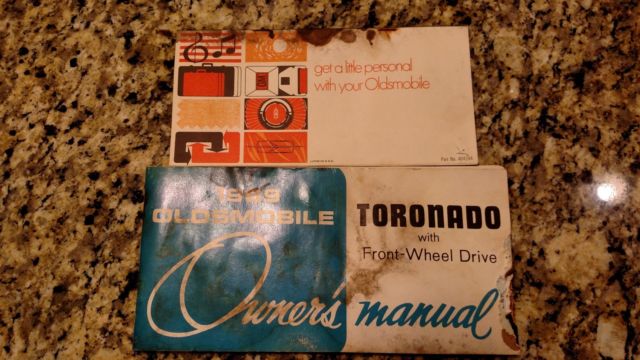 get a little personal
with your Oldsmobile
1969
OLDSMOBILE
Owner's manual
TORONADO
with
Front-Wheel Drive